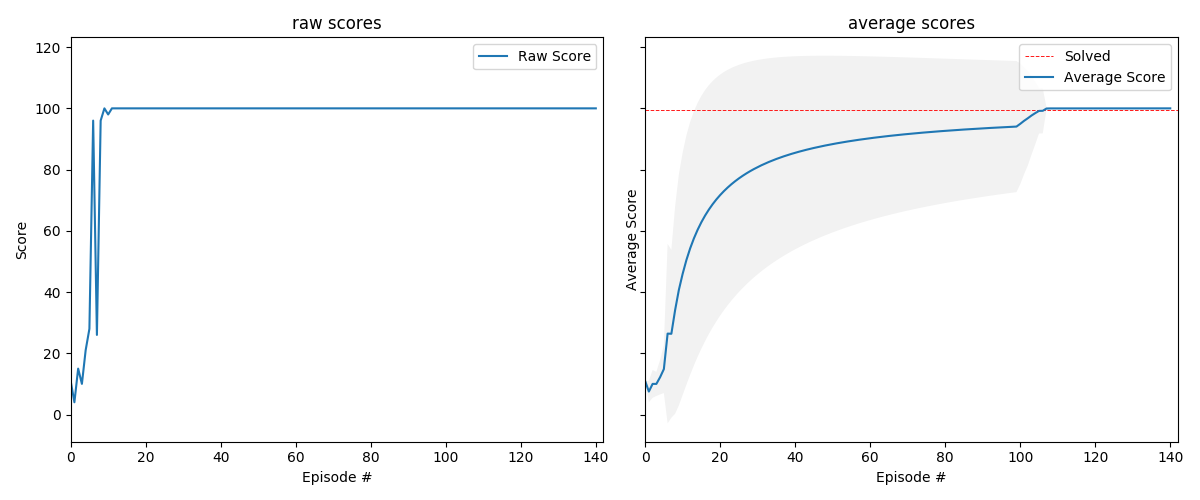 raw scores
Score
120
100
80
60
40
20
0
Raw Score
0 20 40 60 80 100 120 140
Episode #
average scores
Average Score
Solved
Average Score
0 20 40 60 80 100 120 140
Episode #